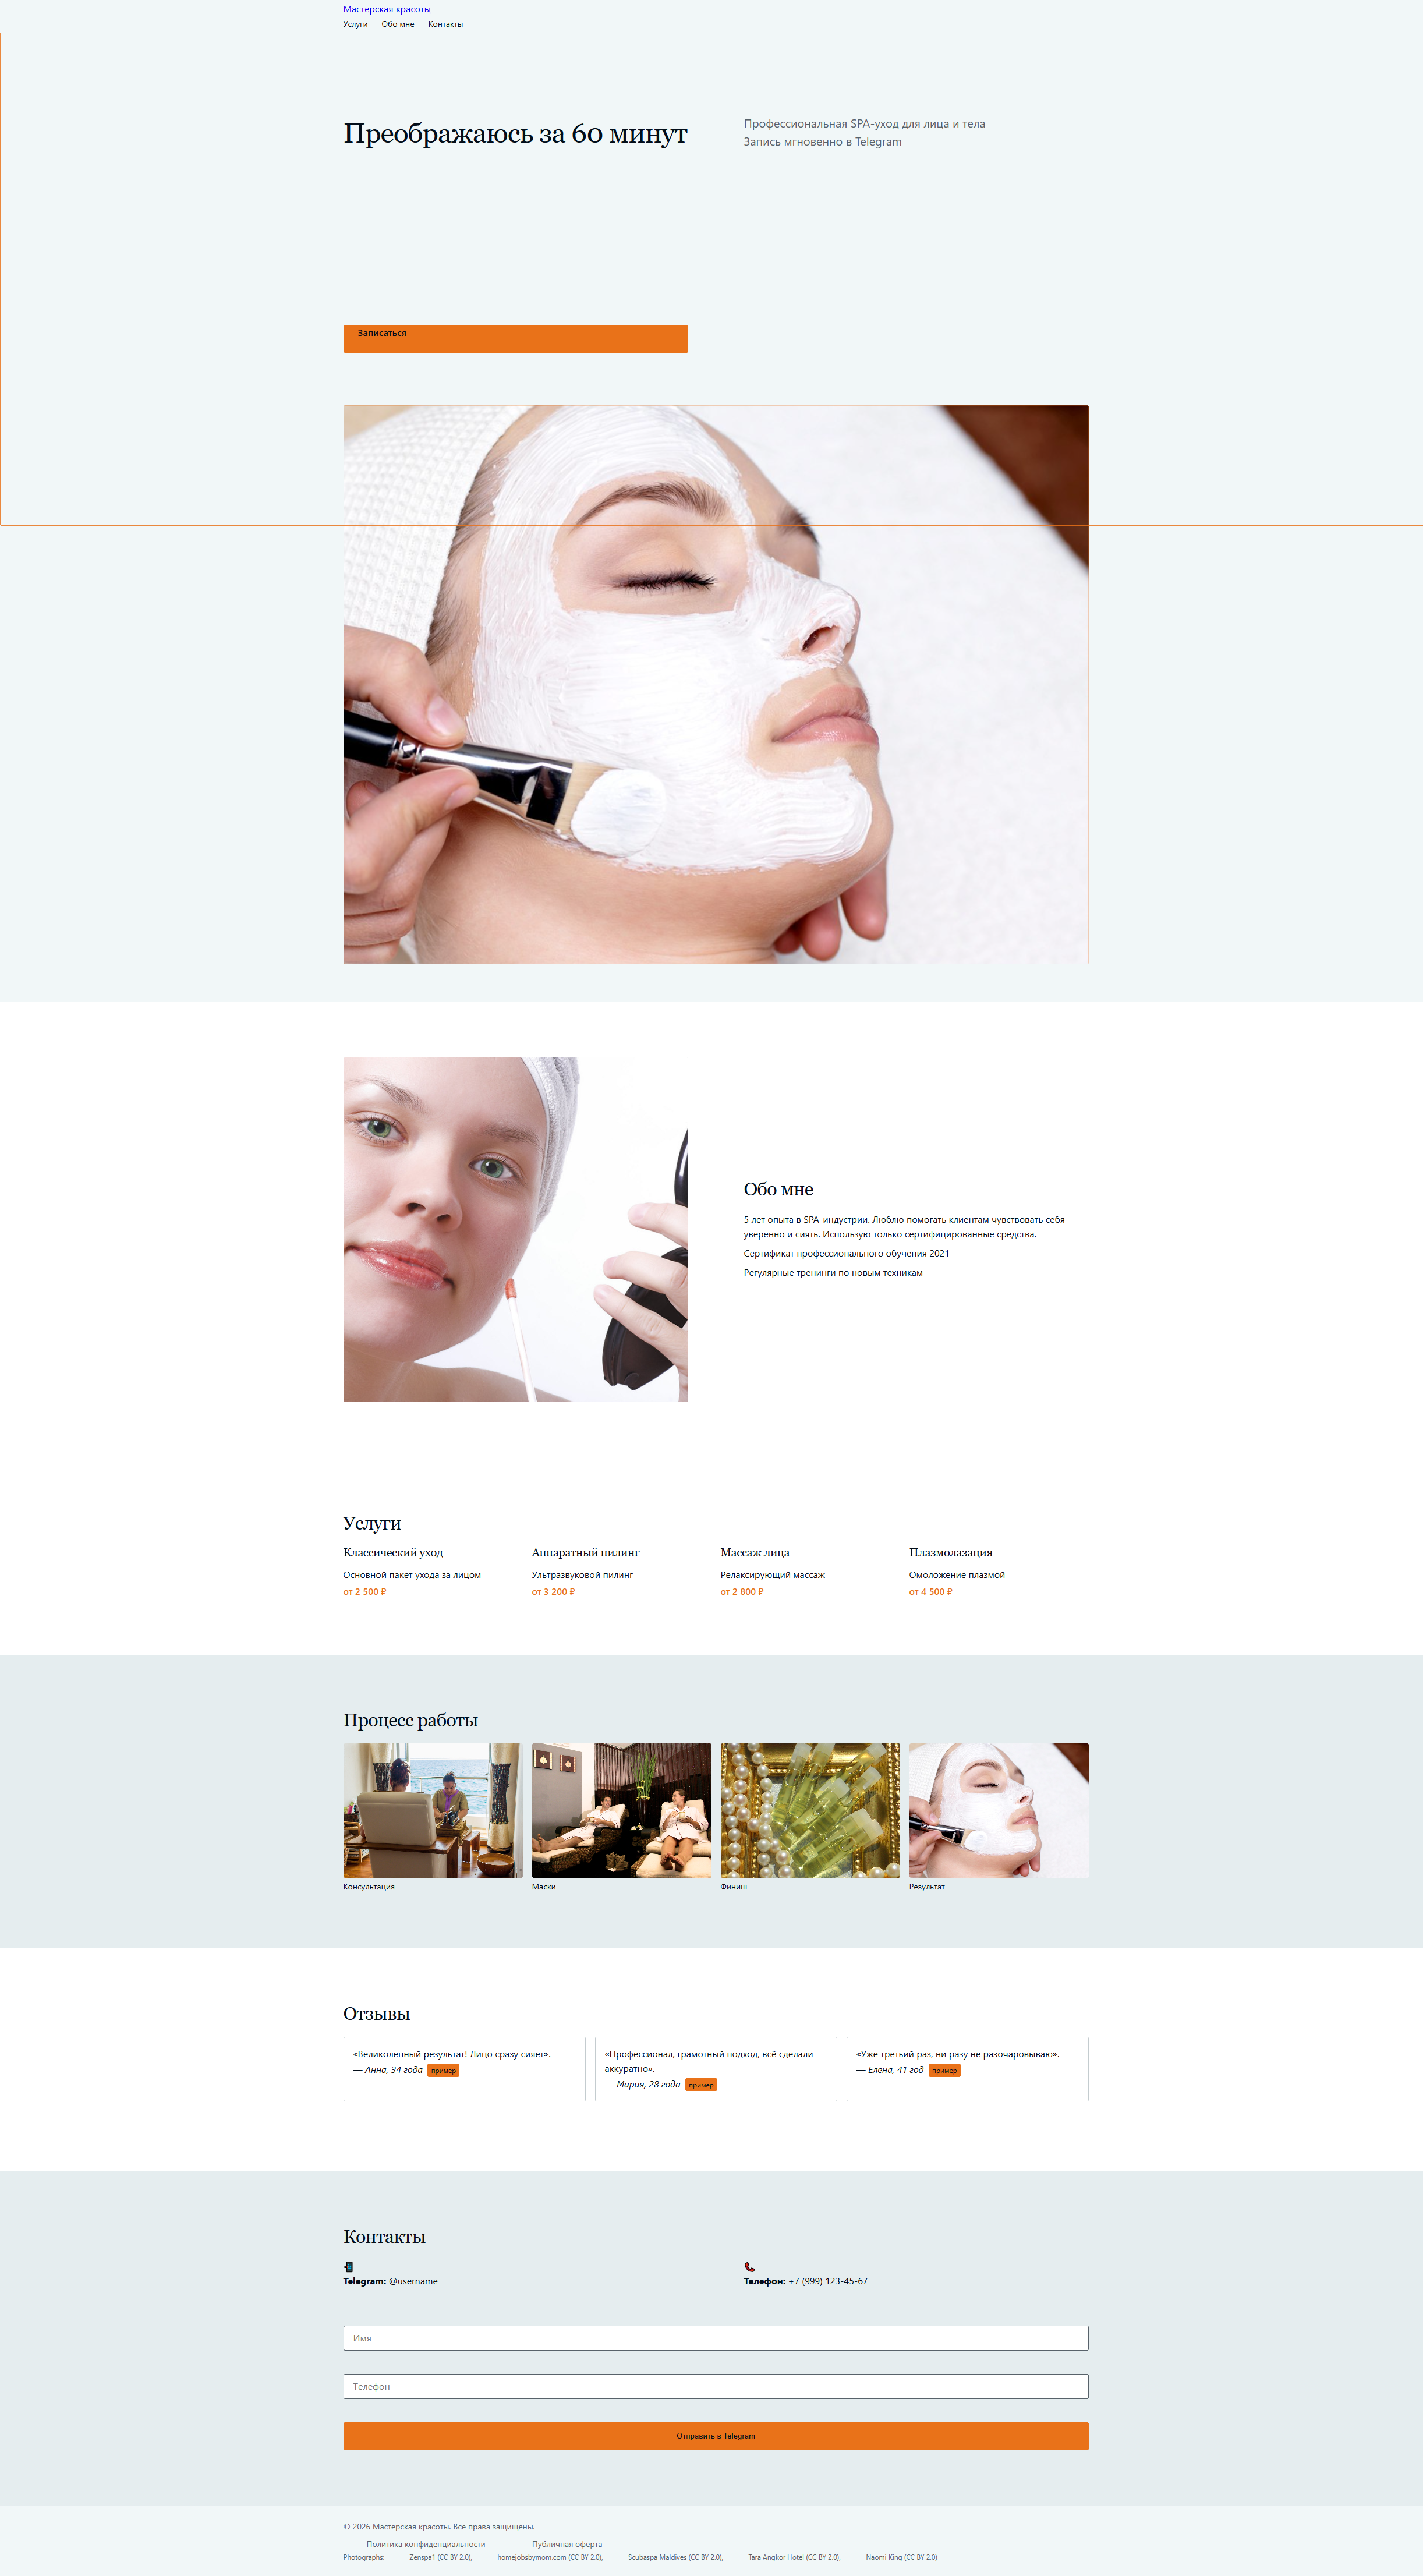 Мастерская красоты
Услуги Обо мне Контакты
Преображаюсь за 60 минут
Профессиональная SPA-уход для лица и тела
Запись мгновенно в Telegram
Записаться
Обо мне
5 лет опыта в SPA-индустрии. Люблю помогать клиентам чувствовать себя
уверенно и сиять. Использую только сертифицированные средства.
Сертификат профессионального обучения 2021
Регулярные тренинги по новым техникам
Услуги
Классический уход
Основной пакет ухода за лицом
от 2 500 ₽
Аппаратный пилинг
Ультразвуковой пилинг
от 3 200 ₽
Массаж лица
Релаксирующий массаж
от 2 800 ₽
Плазмолазация
Омоложение плазмой
от 4 500 ₽
Процесс работы
Консультация
Маски
Финиш
Результат
Отзывы
«Великолепный результат! Лицо сразу сияет».
— Анна, 34 года пример
«Профессионал, грамотный подход, всё сделали
аккуратно».
— Мария, 28 года пример
«Уже третьий раз, ни разу не разочаровываю».
— Елена, 41 год пример
Контакты
Telegram: @username
Телефон: +7 (999) 123-45-67
Имя
Телефон
Отправить в Telegram
© 2026 Мастерская красоты. Все права защищены.
Политика конфиденциальности Публичная оферта
Photographs: Zenspa1 (CC BY 2.0), homejobsbymom.com (CC BY 2.0), Scubaspa Maldives (CC BY 2.0), Tara Angkor Hotel (CC BY 2.0), Naomi King (CC BY 2.0)